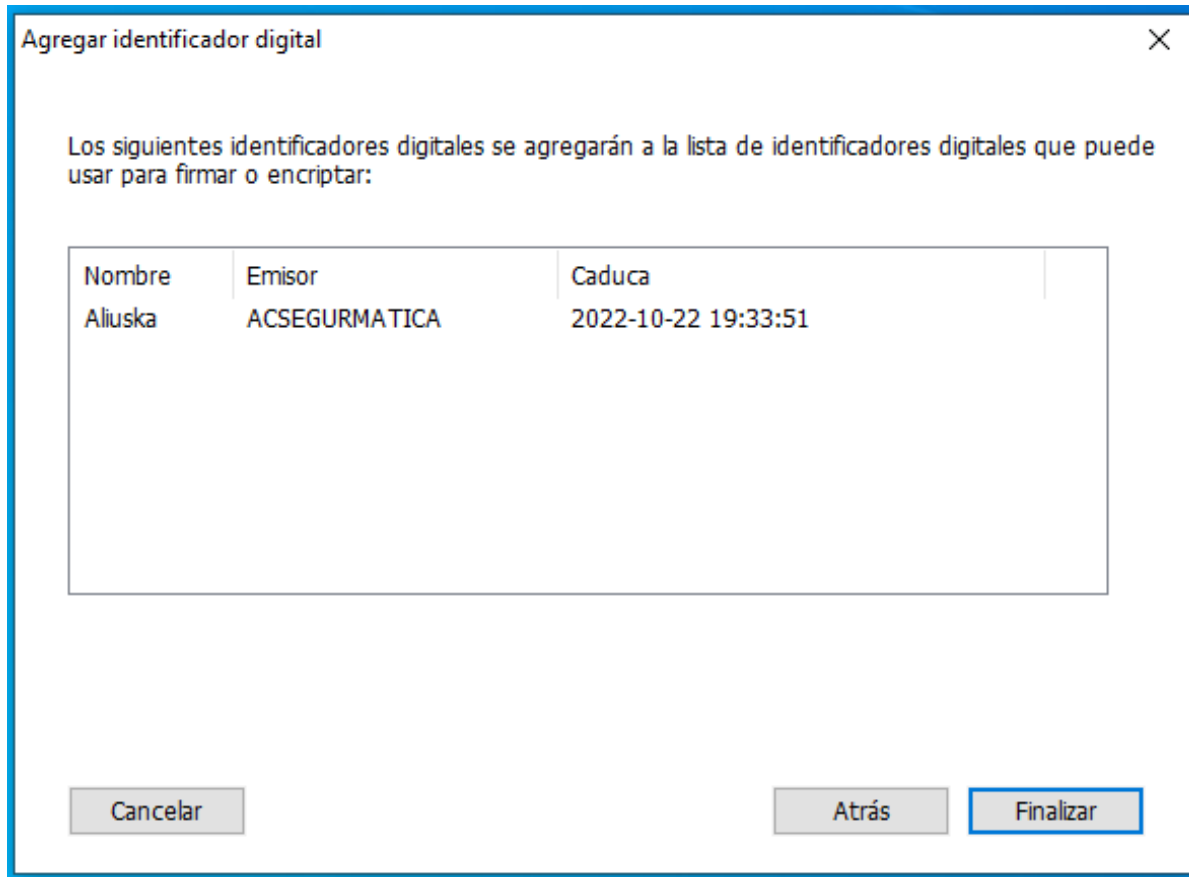 Agregar identificador digital
Los siguientes identificadores digitales se agregarán a la lista de identificadores digitales que puede
usar para firmar o encriptar:
Nombre Emisor Caduca
Aliuska ACSEGURMATICA 2022-10-22 19:33:51
Cancelar Atrás Finalizar